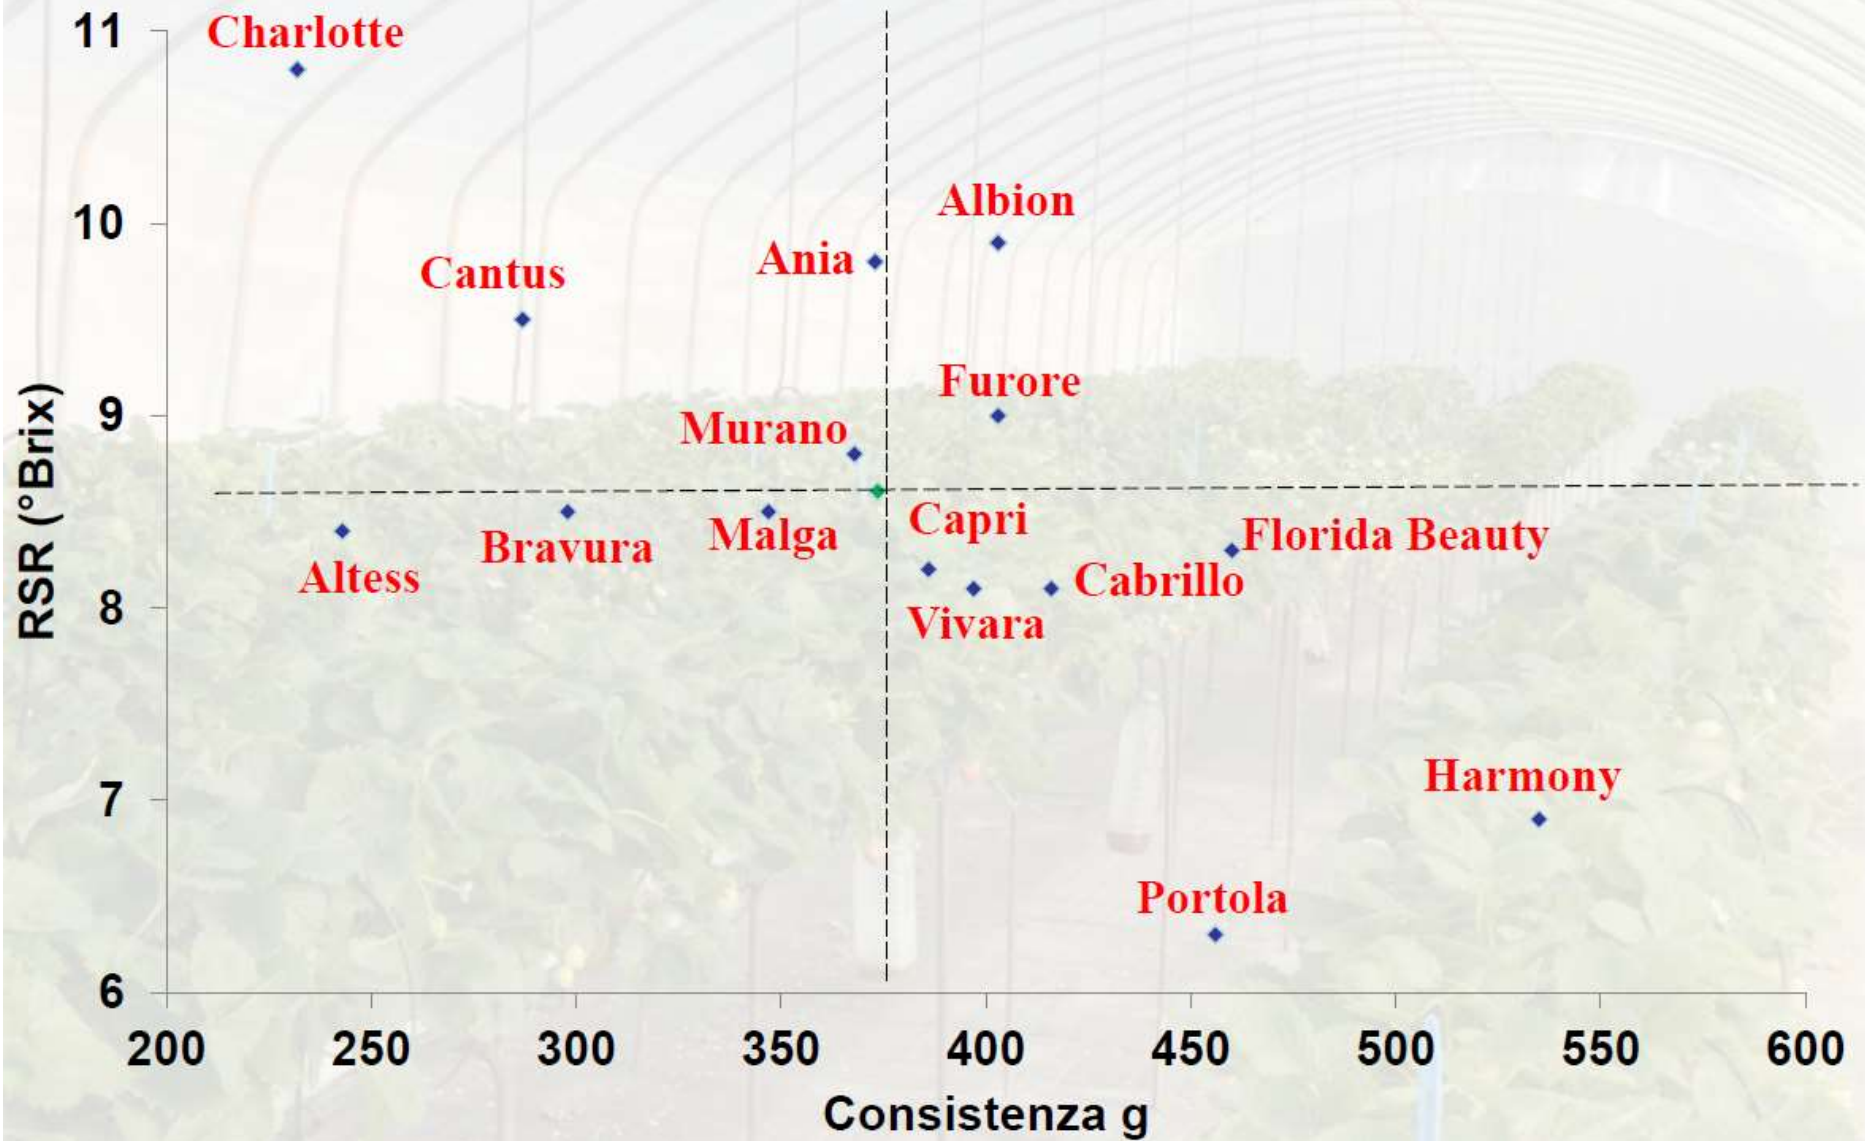 11
Charlotte
10
Albion
Ania
Cantus
Furore
9
Murano
Capri
Malga
Bravura
Florida Beauty
Altess
Cabrillo
8
Vivara
7
Harmony
Portola
6
RSR (°Brix)
200 250 300 350 400 450 500 550 600
Consistenza g